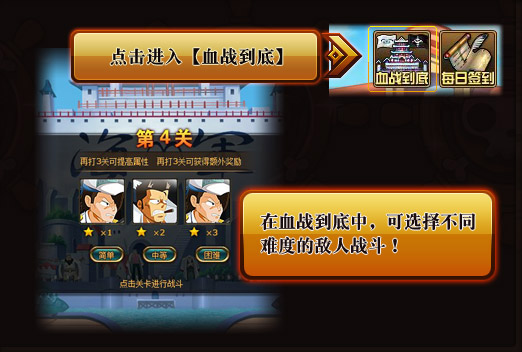 点击进入【血战到底】
血战到底
每日签到
第4关
再打3关可提高属性 再打3关可获得额外奖励
×1
×2
×3
简单
中等
困难
在血战到底中，可选择不同
难度的敌人战斗！
点击关卡进行战斗